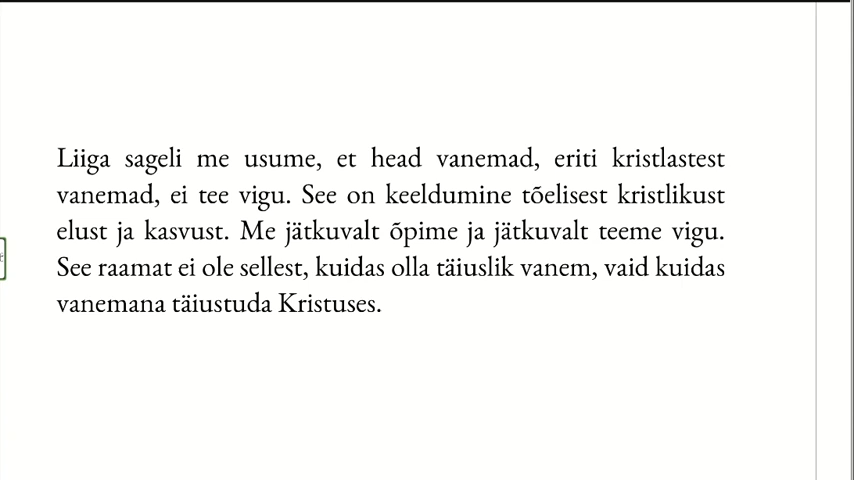 Liiga sageli me usume, et head vanemad, eriti kristlastest
vanemad, ei tee vigu. See on keeldumine tõelisest kristlikust
elust ja kasvust. Me jätkuvalt õpime ja jätkuvalt teeme vigu.
See raamat ei ole sellest, kuidas olla täiuslik vanem, vaid kuidas
vanemana täiustuda Kristuses.